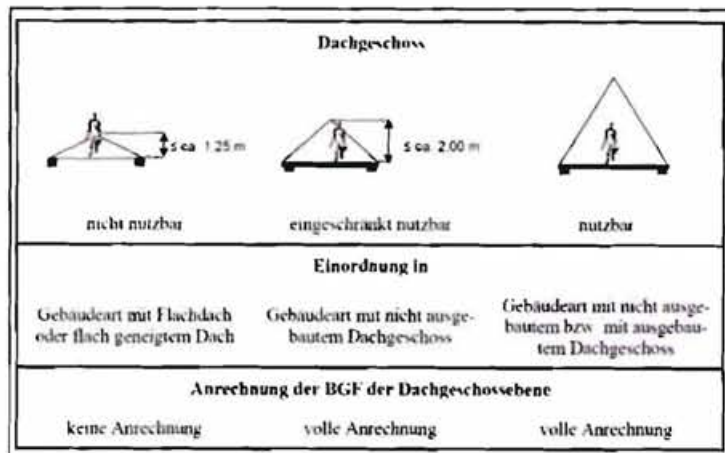 Dachgeschoss
≤ ca. 1.25 m
≤ ca. 2.00 m
nicht nutzbar
eingeschränkt nutzbar
nutzbar
Einordnung in
Gebäudeart mit Flachdach
oder flach geneigtem Dach
Gebäudeart mit nicht ausge-
bautem Dachgeschoss
Gebäudeart mit nicht ausge-
bautem bzw. mit ausgebau-
tem Dachgeschoss
Anrechnung der BGF der Dachgeschossebene
keine Anrechnung
volle Anrechnung
volle Anrechnung